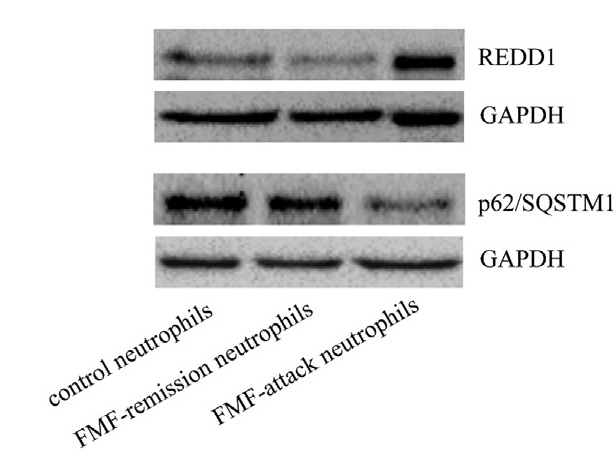 REDD1
GAPDH
p62/SQSTM1
GAPDH
control neutrophils
FMF-remission neutrophils
FMF-attack neutrophils